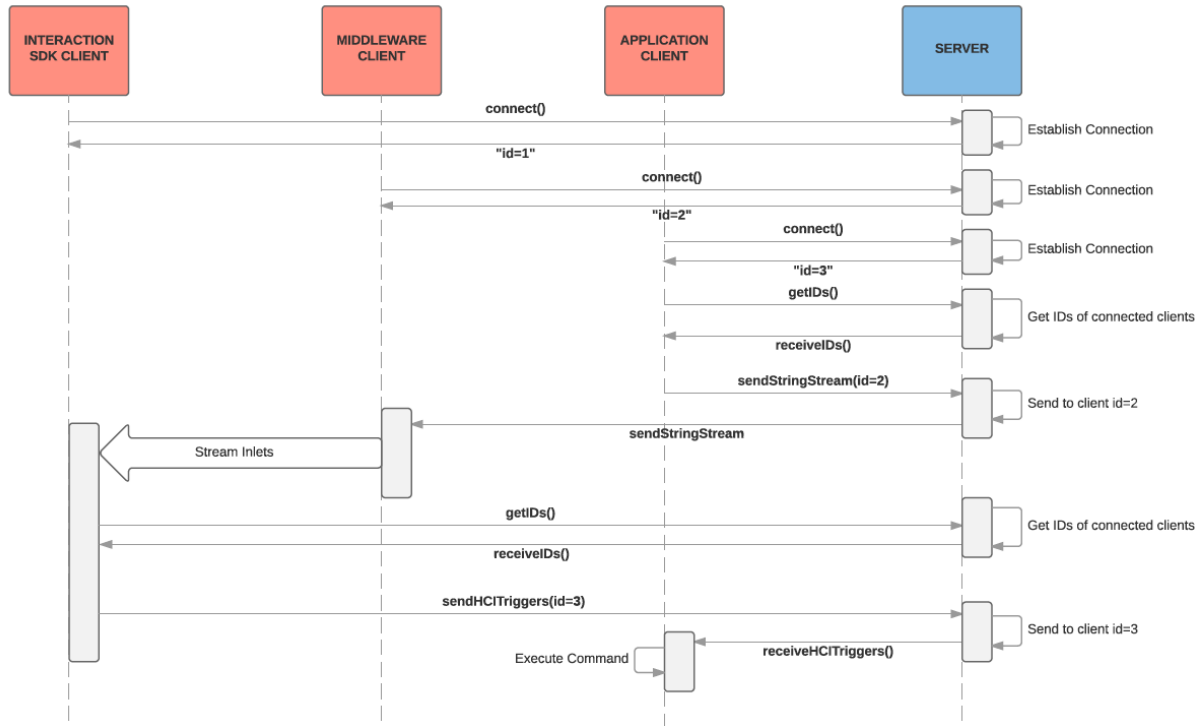 INTERACTION
SDK CLIENT
MIDDLEWARE
CLIENT
APPLICATION
CLIENT
SERVER
connect()
Establish Connection
"id=1"
connect()
Establish Connection
"id=2"
connect()
Establish Connection
"id=3"
getIDs()
Get IDs of connected clients
receiveIDs()
sendStringStream(id=2)
Send to client id=2
sendStringStream
Stream Inlets
getIDs()
Get IDs of connected clients
receiveIDs()
sendHCITriggers(id=3)
Send to client id=3
receiveHCITriggers()
Execute Command